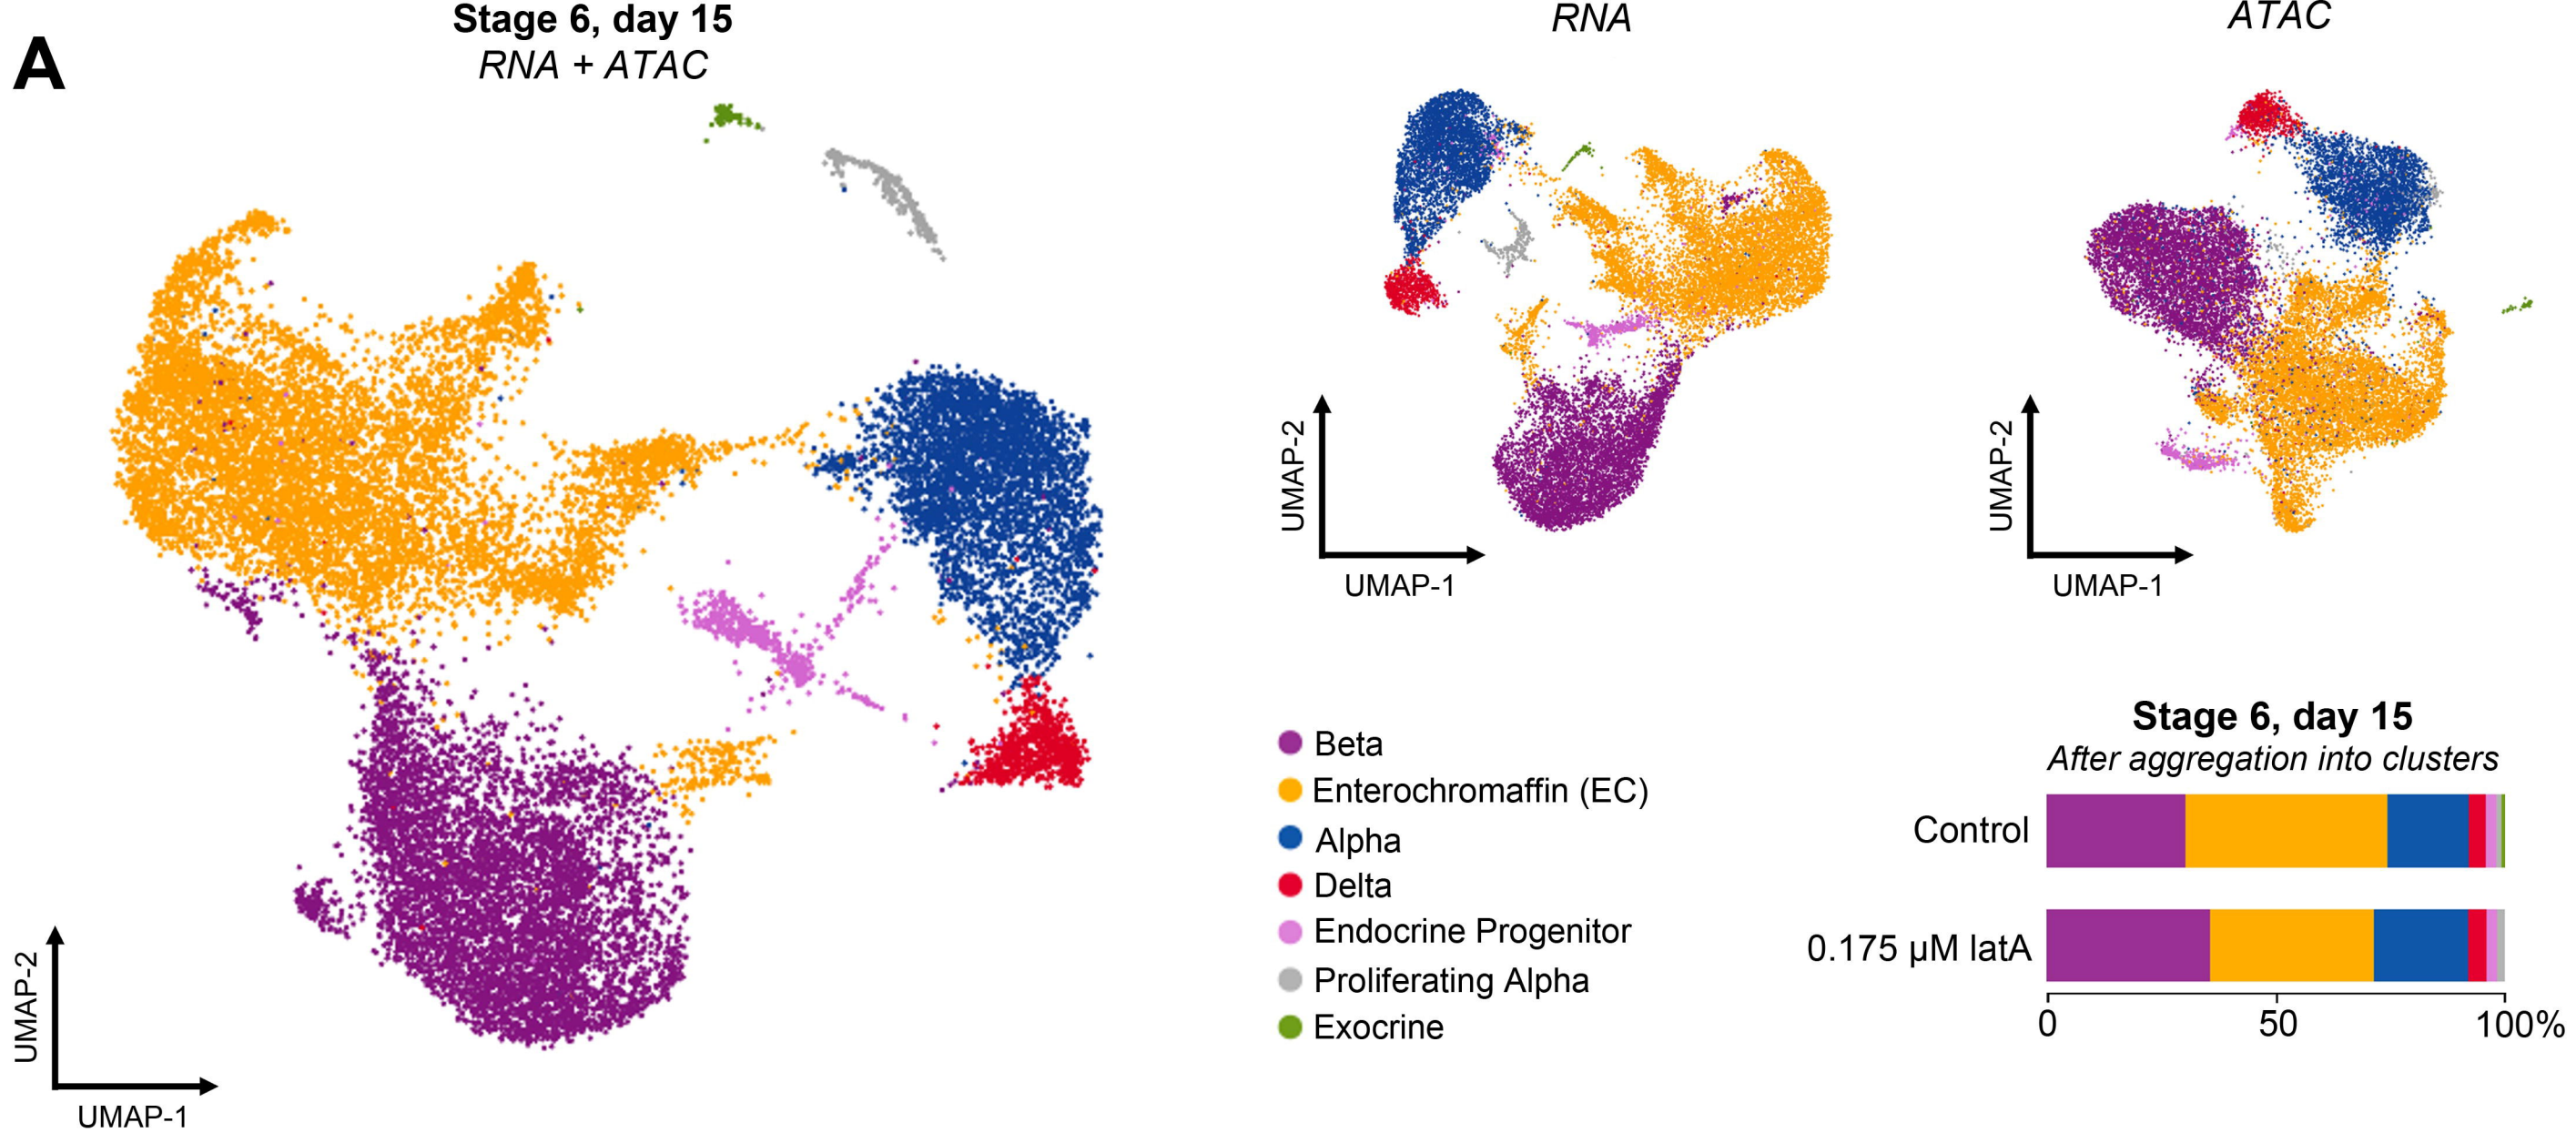 A
Stage 6, day 15
RNA + ATAC
UMAP-2
UMAP-1
RNA
UMAP-2
UMAP-1
ATAC
UMAP-2
UMAP-1
Beta
Enterochromaffin (EC)
Alpha
Delta
Endocrine Progenitor
Proliferating Alpha
Exocrine
Stage 6, day 15
After aggregation into clusters
Control
0.175 µM latA
0 50 100%